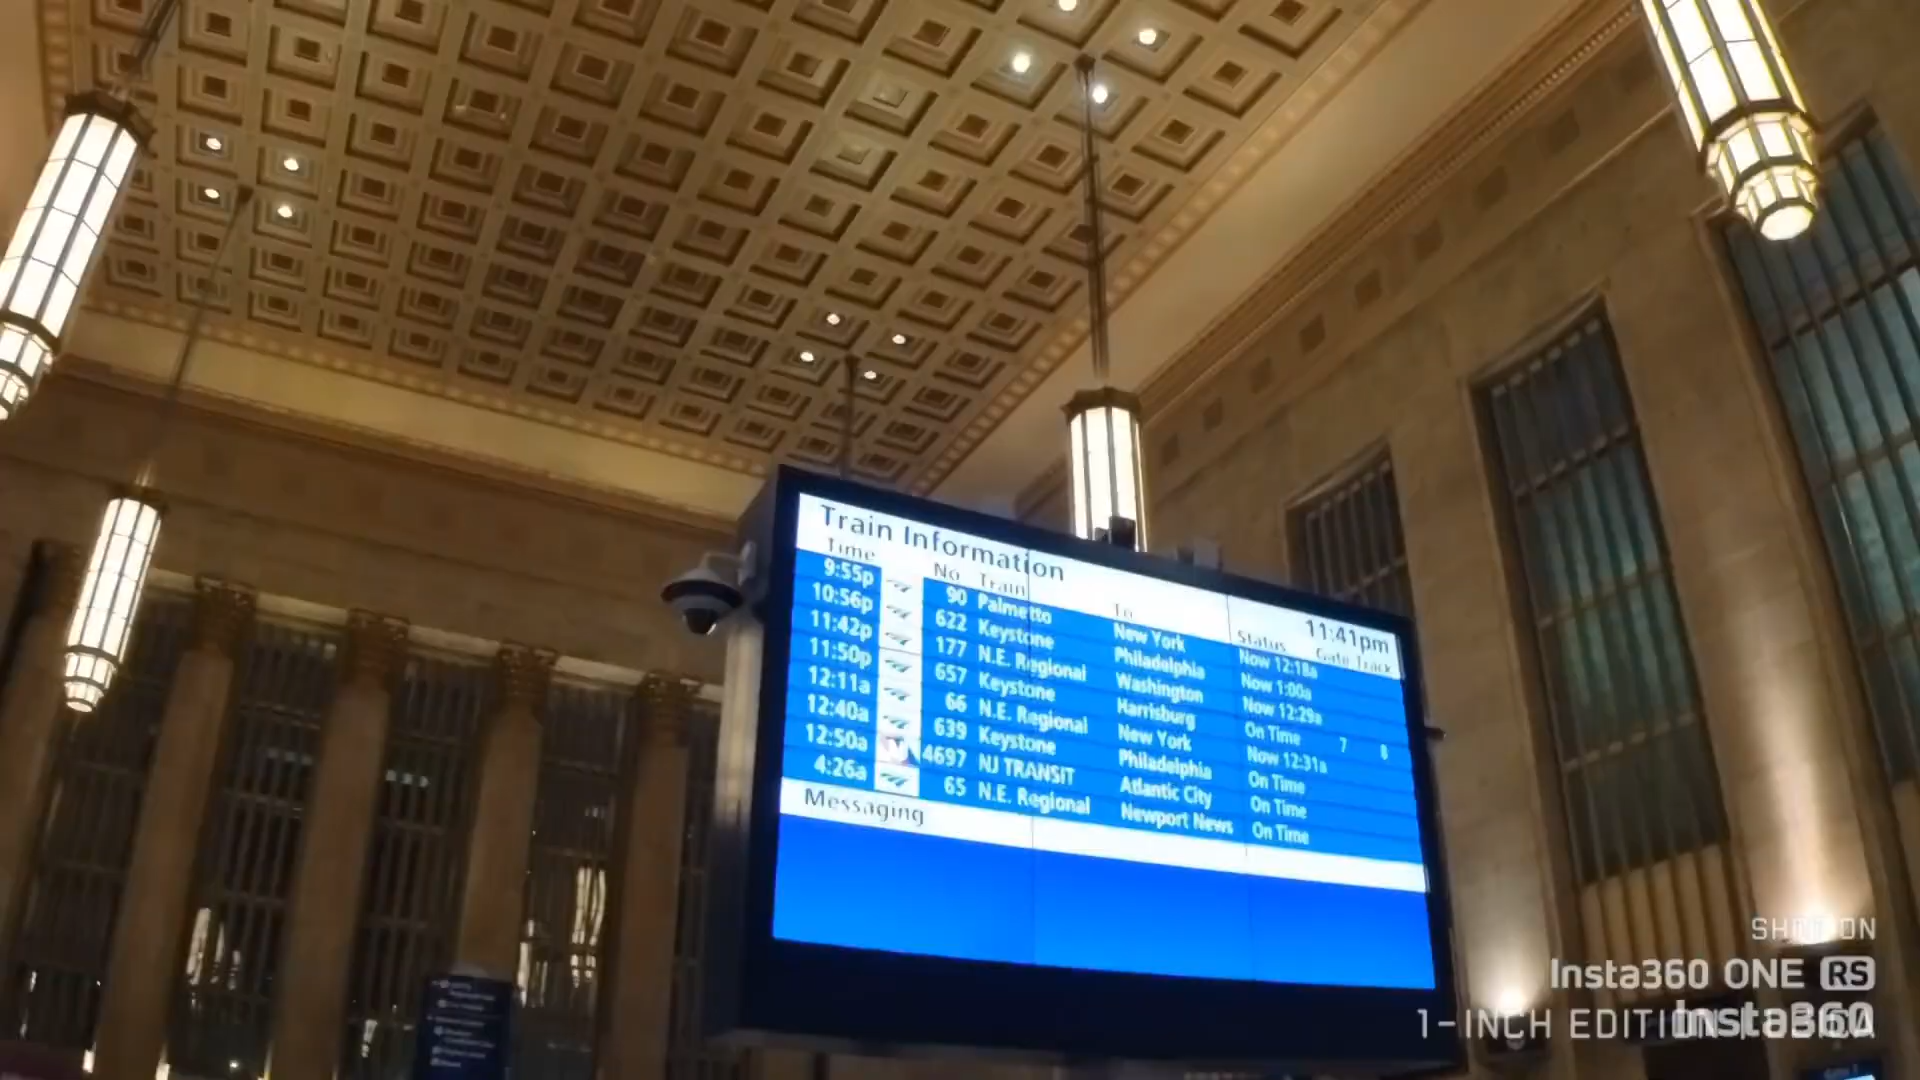 Train Information 11:41pm
Time No. Train To Status Gate Track
9:55p 90 Palmetto New York Now 12:18a
10:56p 622 Keystone Philadelphia Now 1:00a
11:42p 177 N.E. Regional Washington Now 12:29a
11:50p 657 Keystone Harrisburg On Time 7 8
12:11a 66 N.E. Regional New York Now 12:31a
12:40a 639 Keystone Philadelphia On Time
12:50a 4697 NJ TRANSIT Atlantic City On Time
4:26a 65 N.E. Regional Newport News On Time
Messaging
SHOT ON
Insta360 ONE RS
1-INCH EDITION
Insta360